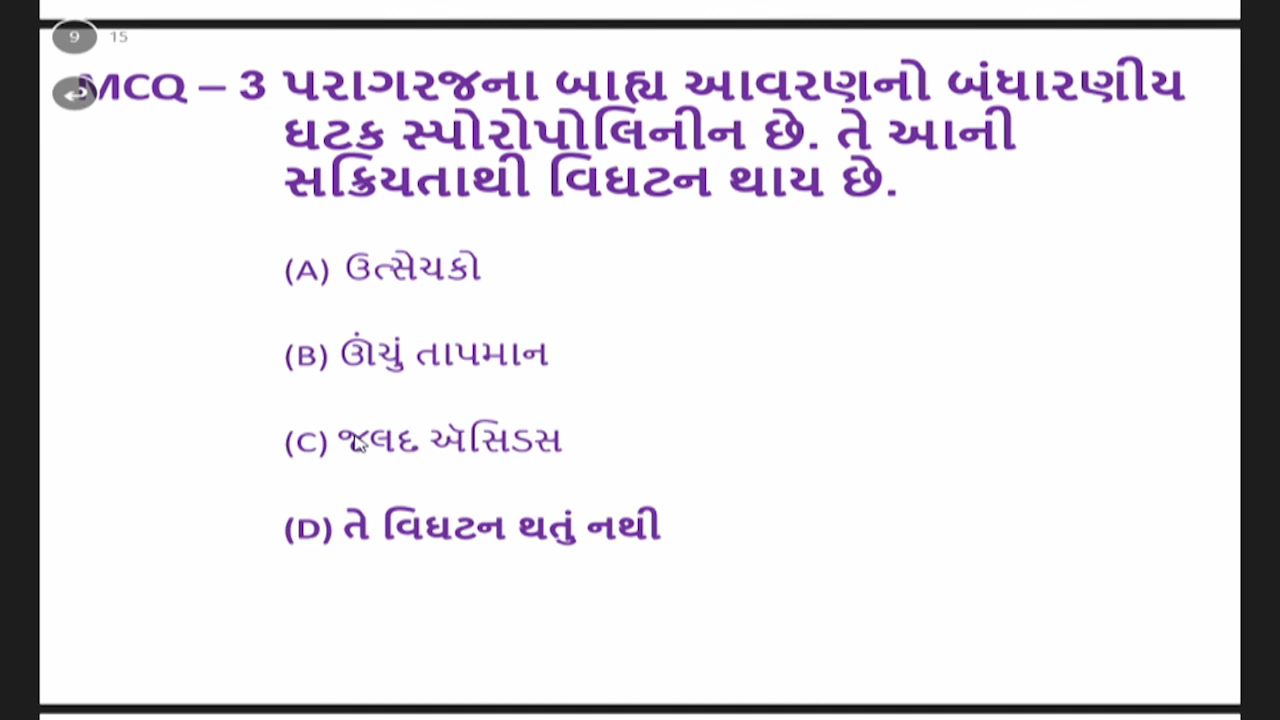 9 15
MCQ – 3 પરાગરજના બાહ્ય આવરણનો બંધારણીય
ઘટક સ્પોરોપોલિનીન છે. તે આની
સક્રિયતાથી વિઘટન થાય છે.
(A) ઉત્સેચકો
(B) ઊંચું તાપમાન
(C) જલદ ઍસિડસ
(D) તે વિઘટન થતું નથી